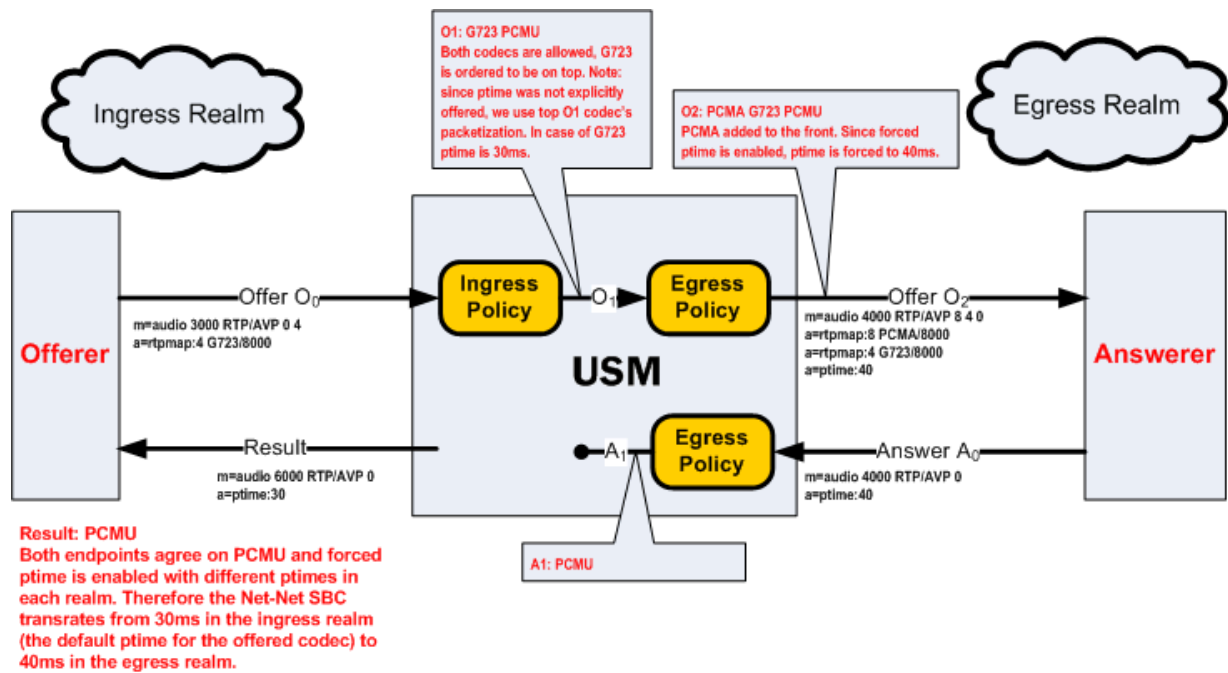 O1: G723 PCMU
Both codecs are allowed, G723
is ordered to be on top. Note:
since ptime was not explicitly
offered, we use top O1 codec's
packetization. In case of G723
ptime is 30ms.
O2: PCMA G723 PCMU
PCMA added to the front. Since forced
ptime is enabled, ptime is forced to 40ms.
Ingress Realm
Egress Realm
Offerer
Offer O0
m=audio 3000 RTP/AVP 0 4
a=rtpmap:4 G723/8000
Ingress
Policy
O1
Egress
Policy
USM
Offer O2
m=audio 4000 RTP/AVP 8 4 0
a=rtpmap:8 PCMA/8000
a=rtpmap:4 G723/8000
a=ptime:40
Answerer
Result
m=audio 6000 RTP/AVP 0
a=ptime:30
A1
Egress
Policy
Answer A0
m=audio 4000 RTP/AVP 0
a=ptime:40
A1: PCMU
Result: PCMU
Both endpoints agree on PCMU and forced
ptime is enabled with different ptimes in
each realm. Therefore the Net-Net SBC
transrates from 30ms in the ingress realm
(the default ptime for the offered codec) to
40ms in the egress realm.